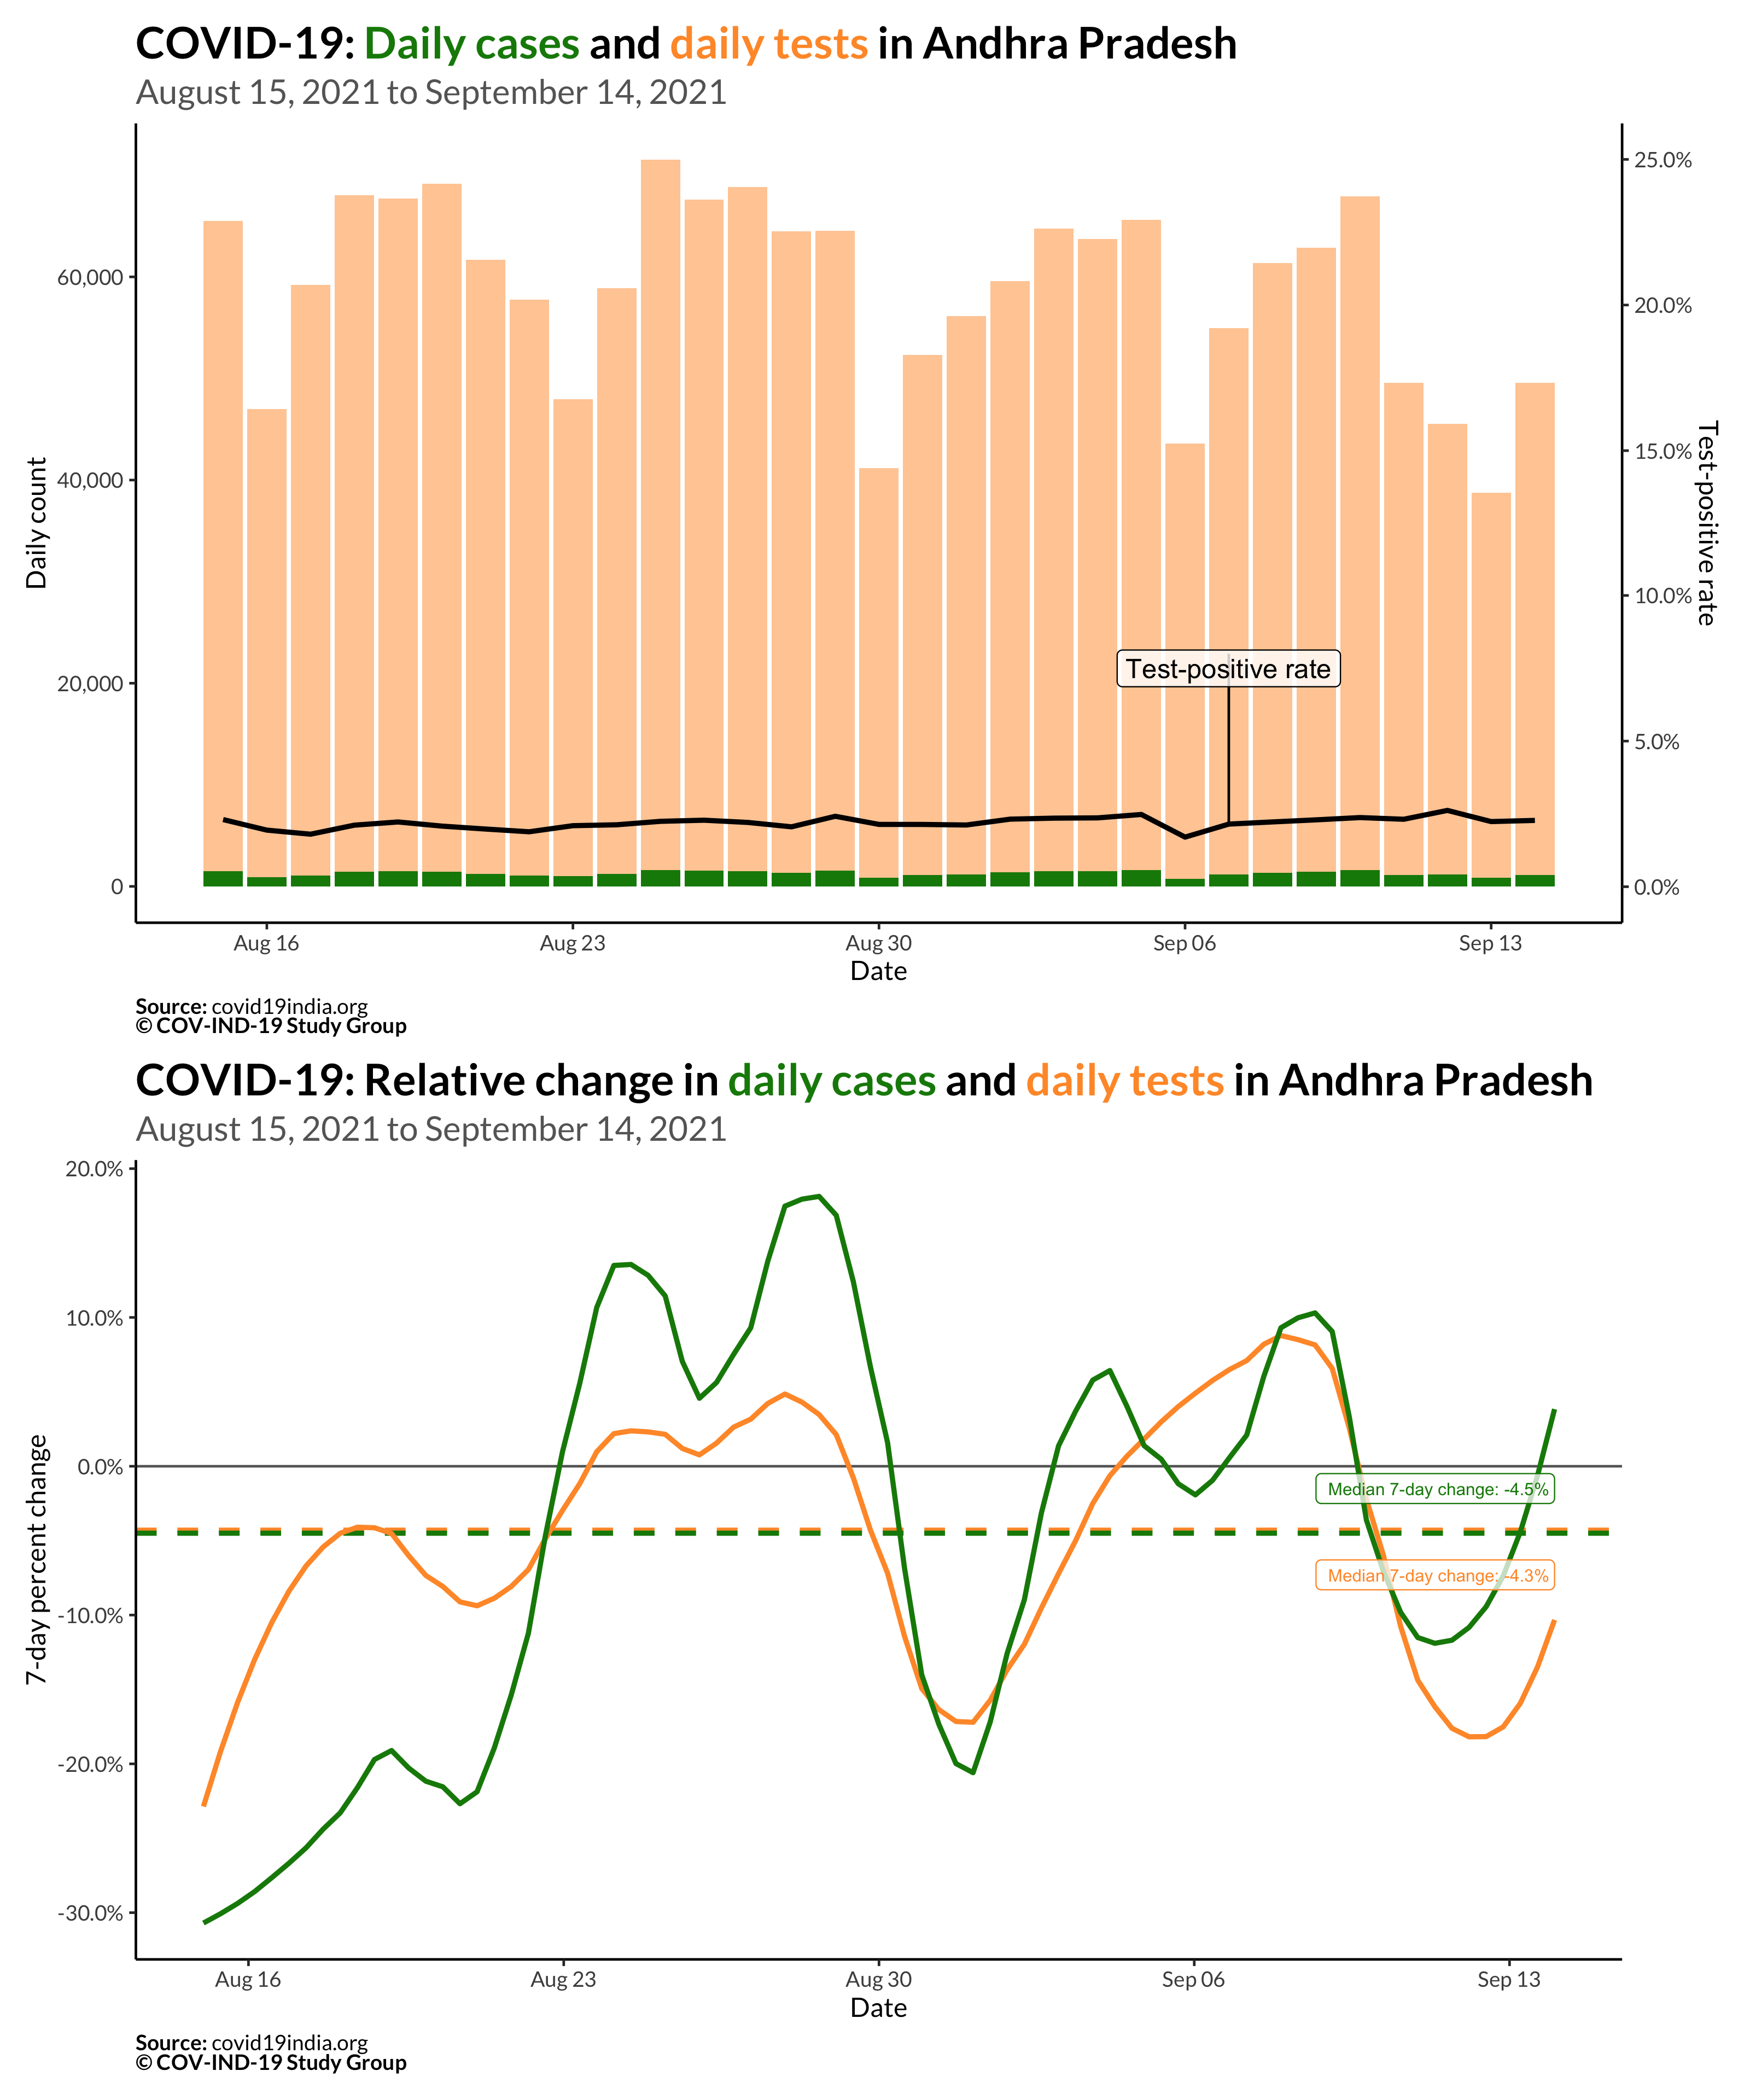 COVID-19: Daily cases and daily tests in Andhra Pradesh
August 15, 2021 to September 14, 2021
Daily count
60,000
40,000
20,000
0
25.0%
20.0%
15.0%
10.0%
5.0%
0.0%
Test-positive rate
Test-positive rate
Aug 16
Aug 23
Aug 30
Sep 06
Sep 13
Date
Source: covid19india.org
© COV-IND-19 Study Group
COVID-19: Relative change in daily cases and daily tests in Andhra Pradesh
August 15, 2021 to September 14, 2021
7-day percent change
20.0%
10.0%
0.0%
-10.0%
-20.0%
-30.0%
Median 7-day change: -4.5%
Median 7-day change: -4.3%
Aug 16
Aug 23
Aug 30
Sep 06
Sep 13
Date
Source: covid19india.org
© COV-IND-19 Study Group